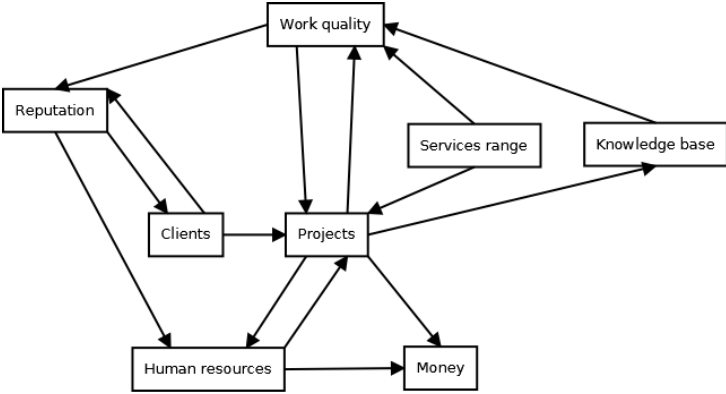 Work quality
Reputation
Services range
Knowledge base
Clients
Projects
Human resources
Money